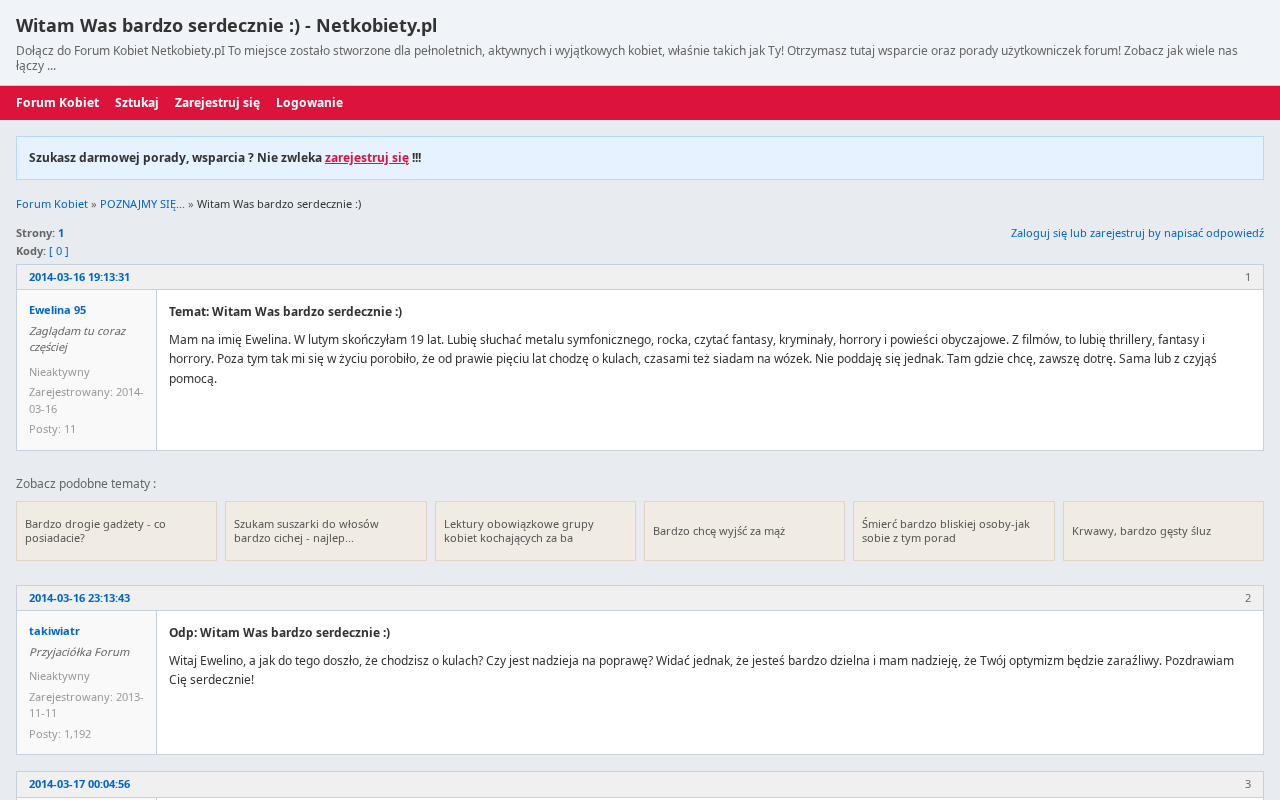 Witam Was bardzo serdecznie :) - Netkobiety.pl
Dołącz do Forum Kobiet Netkobiety.pI To miejsce zostało stworzone dla pełnoletnich, aktywnych i wyjątkowych kobiet, właśnie takich jak Ty! Otrzymasz tutaj wsparcie oraz porady użytkowniczek forum! Zobacz jak wiele nas
łączy ...
Forum Kobiet Sztukaj Zarejestruj się Logowanie
Szukasz darmowej porady, wsparcia ? Nie zwleka zarejestruj się !!!
Forum Kobiet » POZNAJMY SIĘ... » Witam Was bardzo serdecznie :)
Strony: 1
Zaloguj się lub zarejestruj by napisać odpowiedź
Kody: [ 0 ]
2014-03-16 19:13:31 1
Ewelina 95
Zaglądam tu coraz
częściej
Nieaktywny
Zarejestrowany: 2014-
03-16
Posty: 11
Temat: Witam Was bardzo serdecznie :)
Mam na imię Ewelina. W lutym skończyłam 19 lat. Lubię słuchać metalu symfonicznego, rocka, czytać fantasy, kryminały, horrory i powieści obyczajowe. Z filmów, to lubię thrillery, fantasy i
horrory. Poza tym tak mi się w życiu porobiło, że od prawie pięciu lat chodzę o kulach, czasami też siadam na wózek. Nie poddaję się jednak. Tam gdzie chcę, zawszę dotrę. Sama lub z czyjąś
pomocą.
Zobacz podobne tematy :
Bardzo drogie gadżety - co
posiadacie?
Szukam suszarki do włosów
bardzo cichej - najlep...
Lektury obowiązkowe grupy
kobiet kochających za ba
Bardzo chcę wyjść za mąż
Śmierć bardzo bliskiej osoby-jak
sobie z tym porad
Krwawy, bardzo gęsty śluz
2014-03-16 23:13:43 2
takiwiatr
Przyjaciółka Forum
Nieaktywny
Zarejestrowany: 2013-
11-11
Posty: 1,192
Odp: Witam Was bardzo serdecznie :)
Witaj Ewelino, a jak do tego doszło, że chodzisz o kulach? Czy jest nadzieja na poprawę? Widać jednak, że jesteś bardzo dzielna i mam nadzieję, że Twój optymizm będzie zaraźliwy. Pozdrawiam
Cię serdecznie!
2014-03-17 00:04:56 3